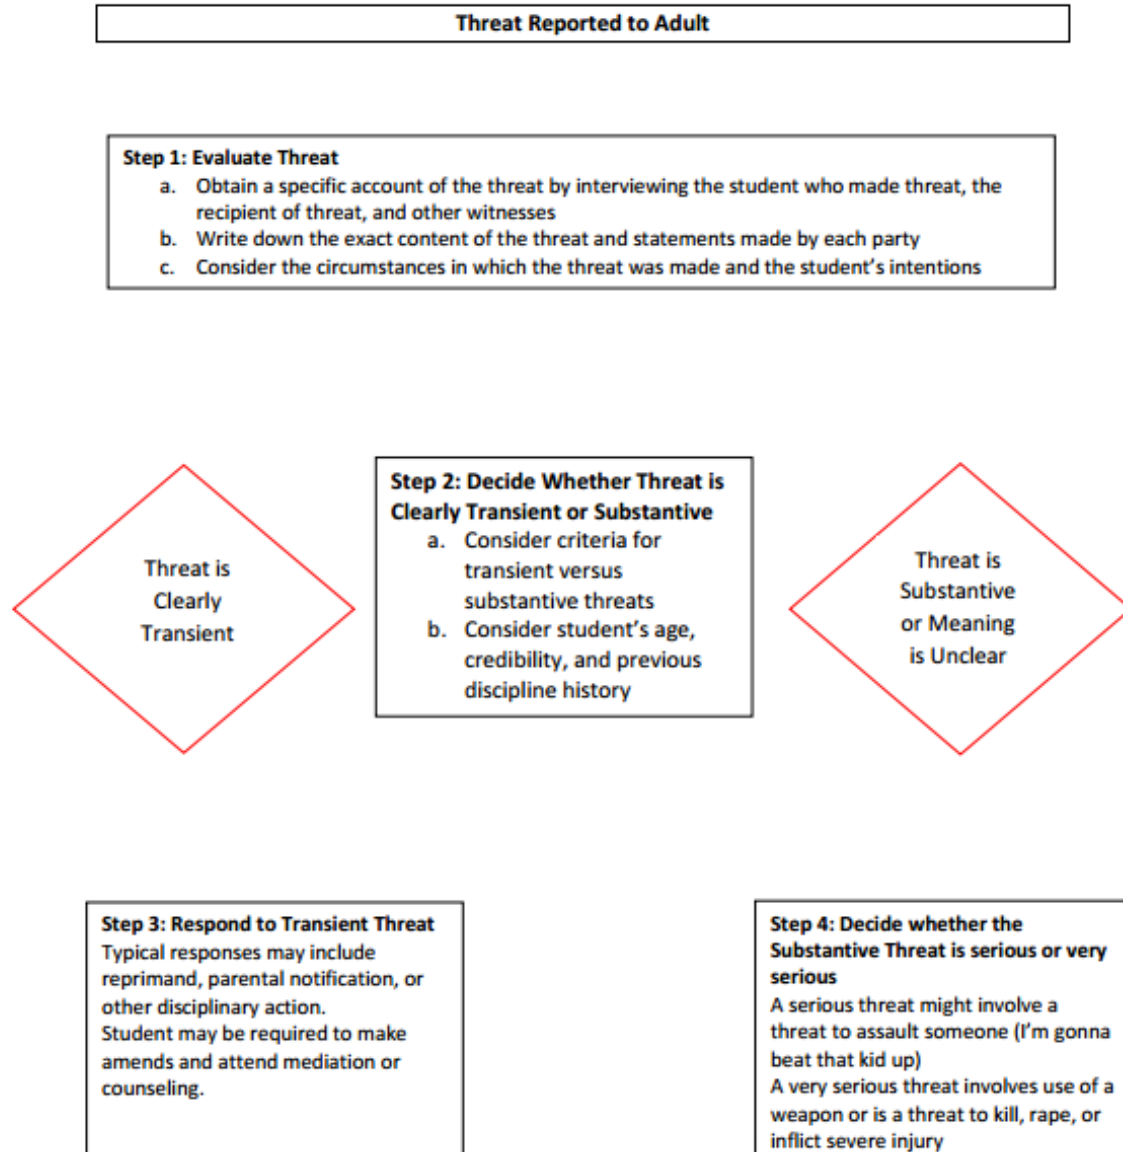 Threat Reported to Adult
Step 1: Evaluate Threat
a. Obtain a specific account of the threat by interviewing the student who made threat, the
recipient of threat, and other witnesses
b. Write down the exact content of the threat and statements made by each party
c. Consider the circumstances in which the threat was made and the student's intentions
Threat is
Clearly
Transient
Step 2: Decide Whether Threat is
Clearly Transient or Substantive
a. Consider criteria for
transient versus
substantive threats
b. Consider student's age,
credibility, and previous
discipline history
Threat is
Substantive
or Meaning
is Unclear
Step 3: Respond to Transient Threat
Typical responses may include
reprimand, parental notification, or
other disciplinary action.
Student may be required to make
amends and attend mediation or
counseling.
Step 4: Decide whether the
Substantive Threat is serious or very
serious
A serious threat might involve a
threat to assault someone (I'm gonna
beat that kid up)
A very serious threat involves use of a
weapon or is a threat to kill, rape, or
inflict severe injury